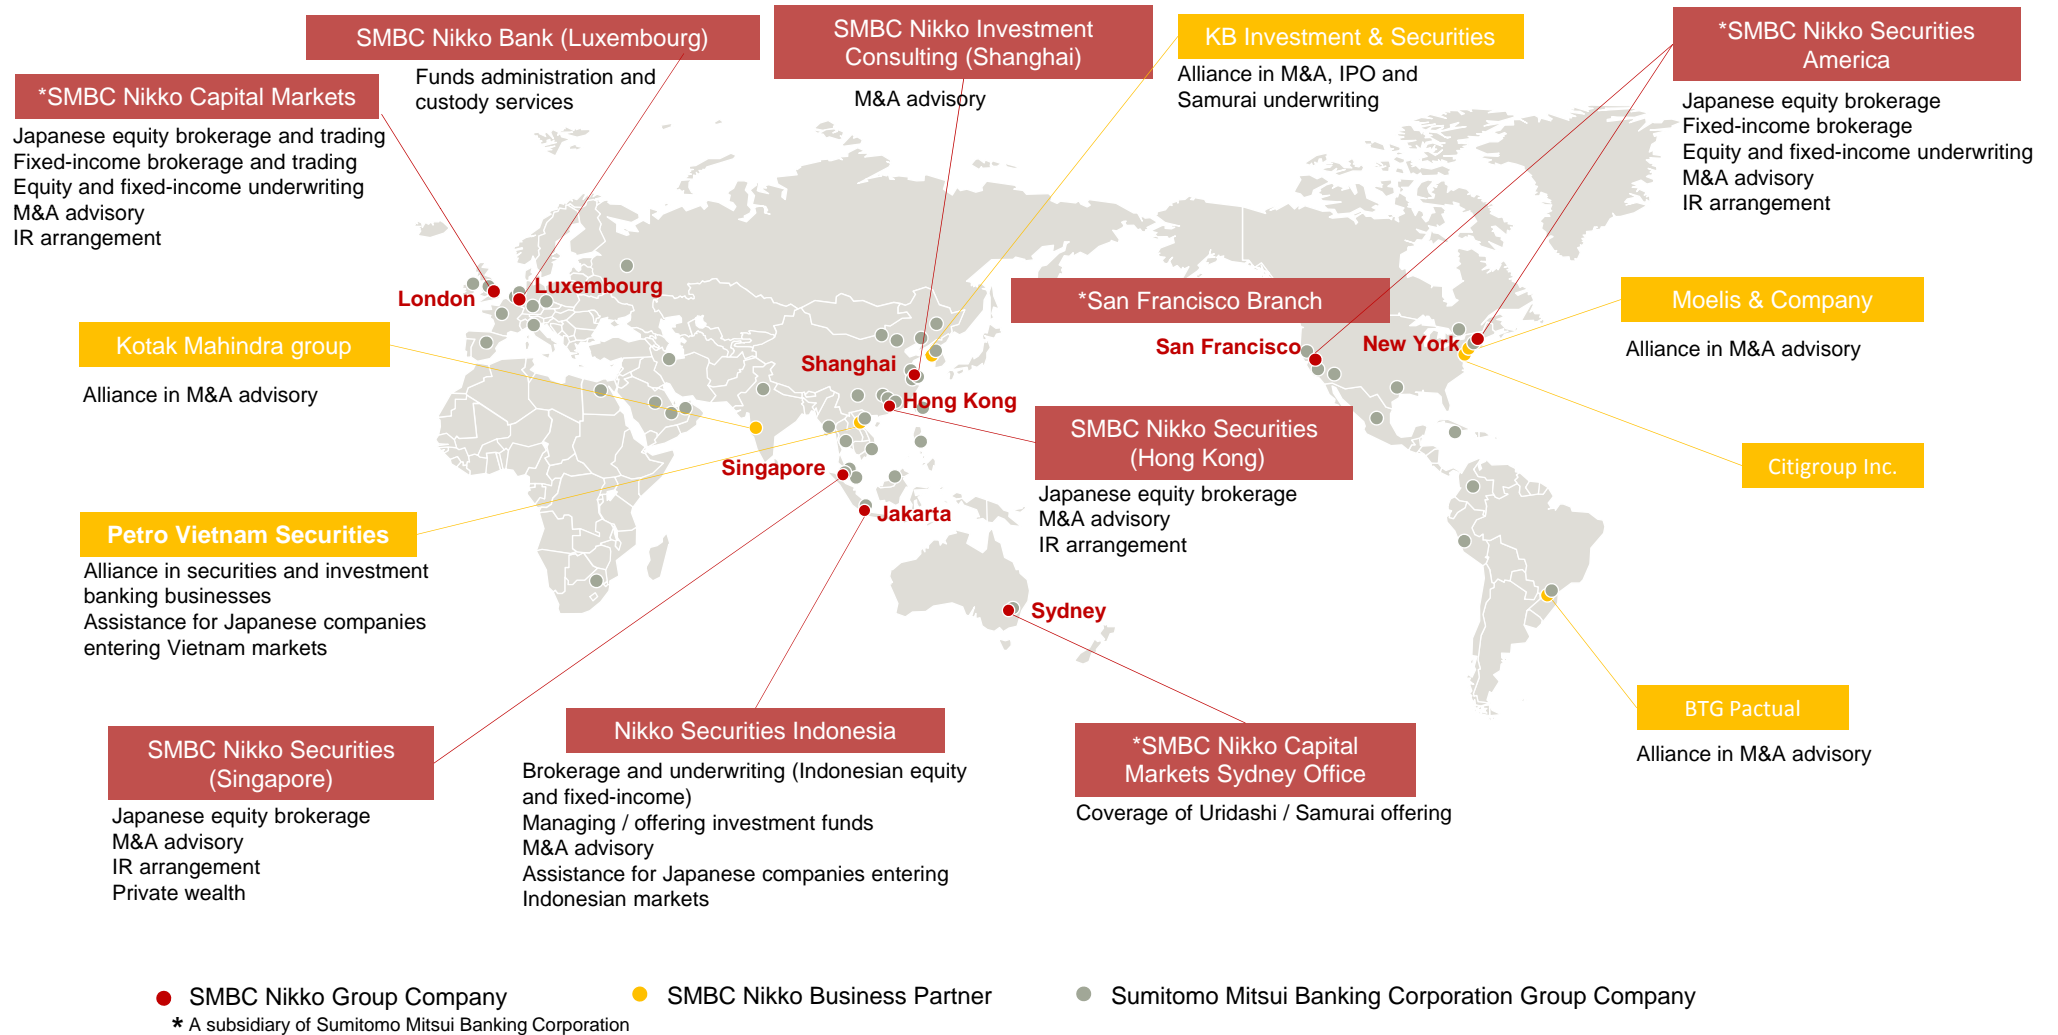 SMBC Nikko Bank (Luxembourg)
Funds administration and
custody services
SMBC Nikko Investment
Consulting (Shanghai)
M&A advisory
KB Investment & Securities
Alliance in M&A, IPO and
Samurai underwriting
*SMBC Nikko Securities
America
Japanese equity brokerage
Fixed-income brokerage
Equity and fixed-income underwriting
M&A advisory
IR arrangement
*SMBC Nikko Capital Markets
Japanese equity brokerage and trading
Fixed-income brokerage and trading
Equity and fixed-income underwriting
M&A advisory
IR arrangement
London
Luxembourg
*San Francisco Branch
San Francisco
New York
Moelis & Company
Alliance in M&A advisory
Kotak Mahindra group
Alliance in M&A advisory
Shanghai
Hong Kong
SMBC Nikko Securities
(Hong Kong)
Japanese equity brokerage
M&A advisory
IR arrangement
Citigroup Inc.
Singapore
Jakarta
Petro Vietnam Securities
Alliance in securities and investment
banking businesses
Assistance for Japanese companies
entering Vietnam markets
Sydney
BTG Pactual
Alliance in M&A advisory
SMBC Nikko Securities
(Singapore)
Japanese equity brokerage
M&A advisory
IR arrangement
Private wealth
Nikko Securities Indonesia
Brokerage and underwriting (Indonesian equity
and fixed-income)
Managing / offering investment funds
M&A advisory
Assistance for Japanese companies entering
Indonesian markets
*SMBC Nikko Capital
Markets Sydney Office
Coverage of Uridashi / Samurai offering
SMBC Nikko Group Company
SMBC Nikko Business Partner
Sumitomo Mitsui Banking Corporation Group Company
* A subsidiary of Sumitomo Mitsui Banking Corporation